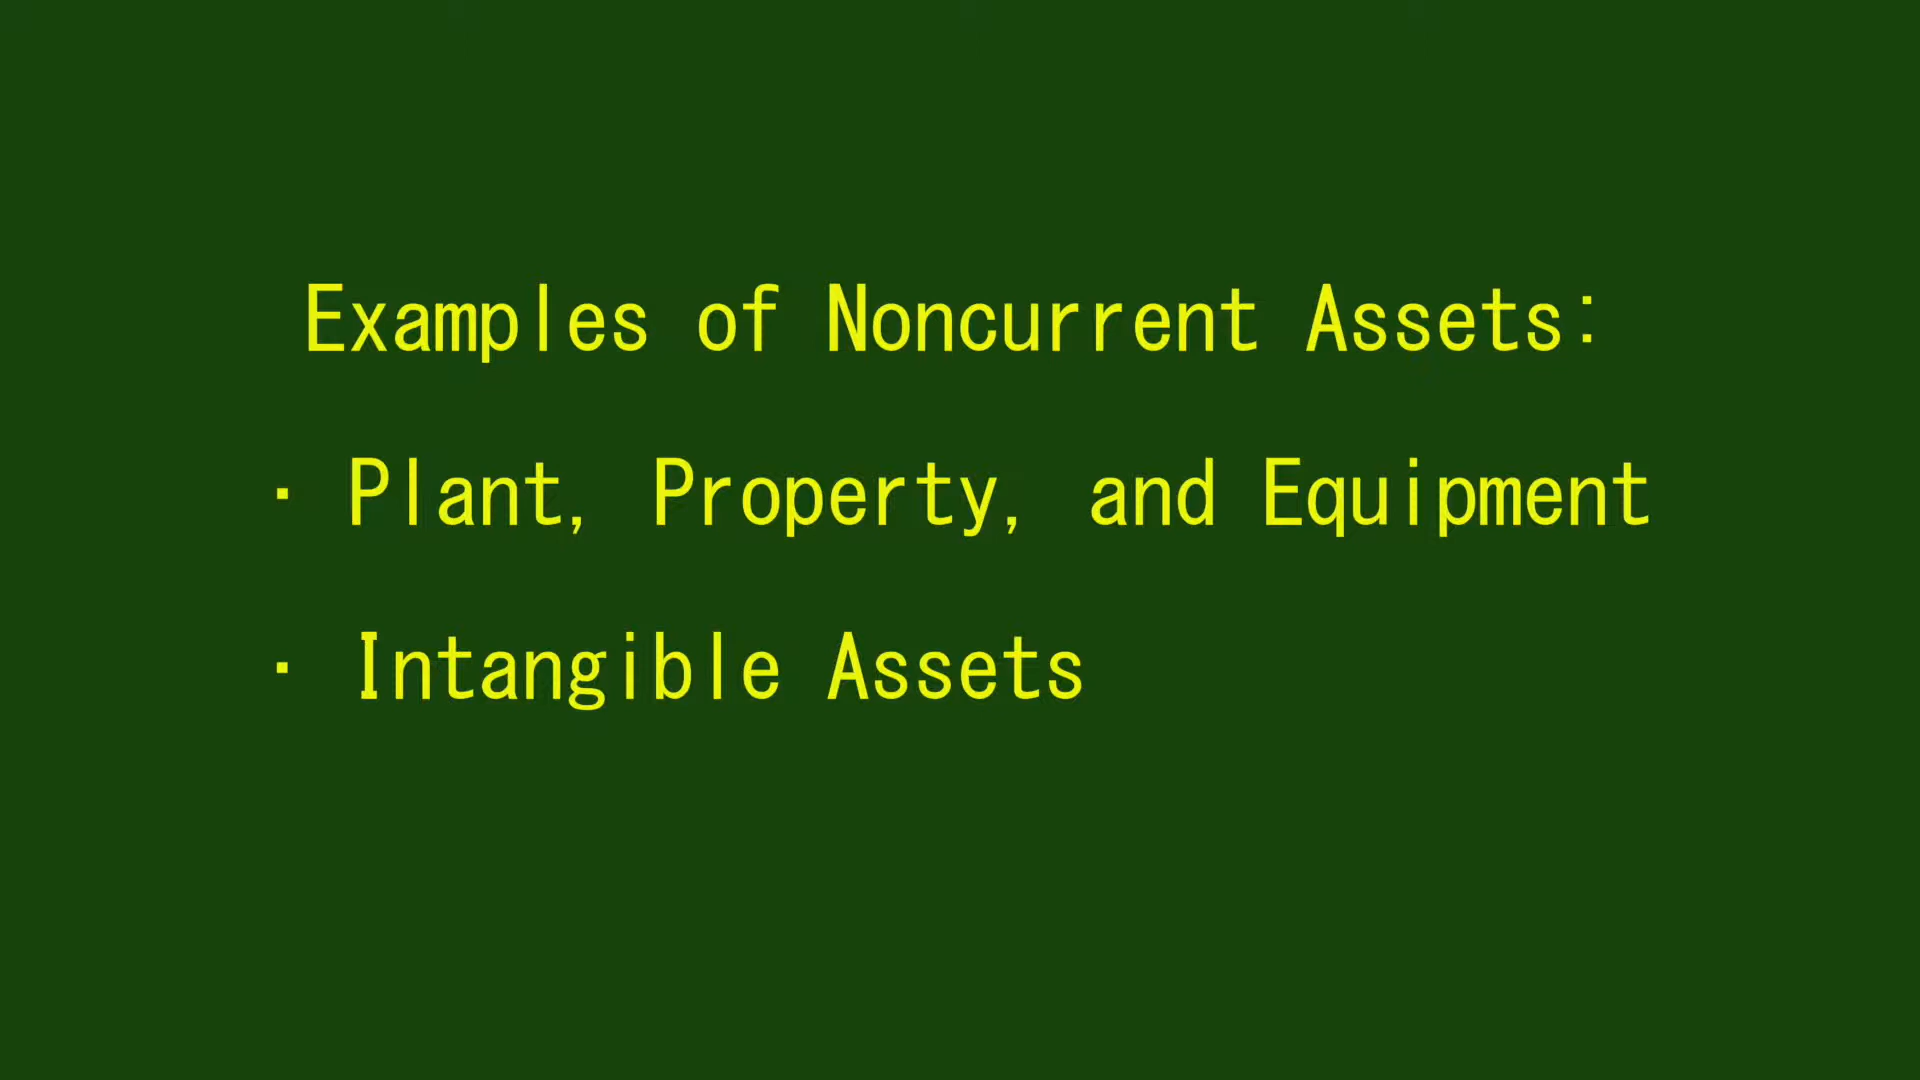 Examples of Noncurrent Assets:
· Plant, Property, and Equipment
· Intangible Assets